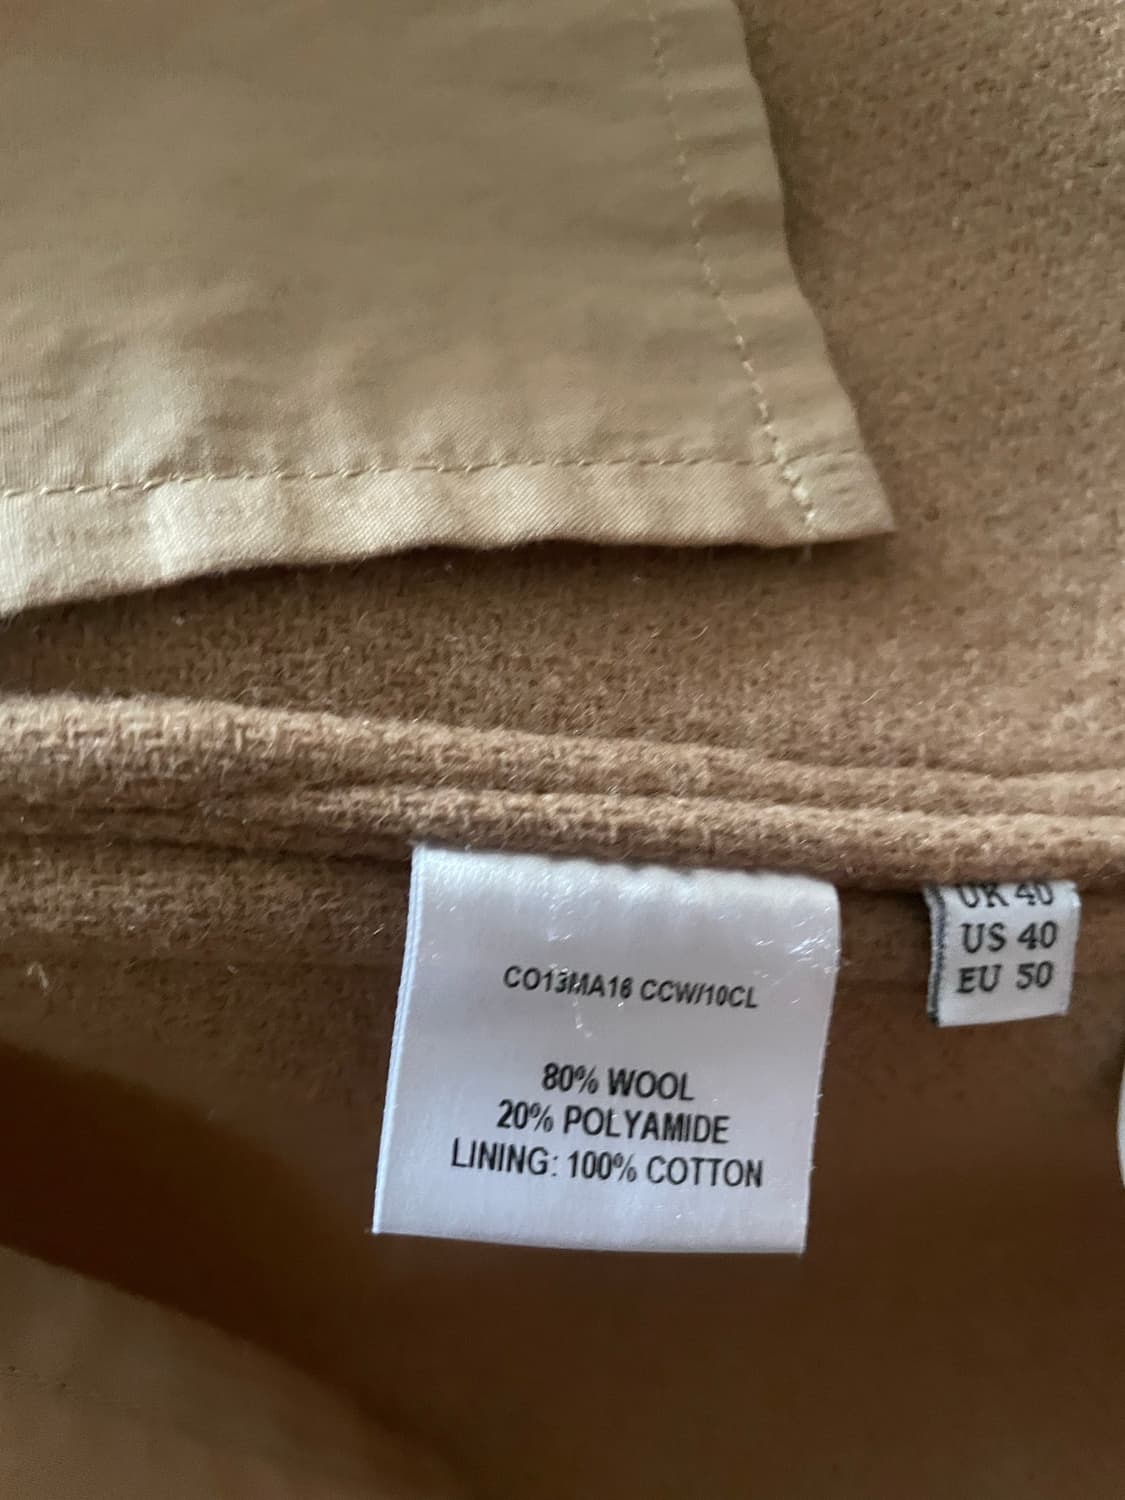 CO13MA16 CCW/10CL
80% WOOL
20% POLYAMIDE
LINING: 100% COTTON
UK 40
US 40
EU 50